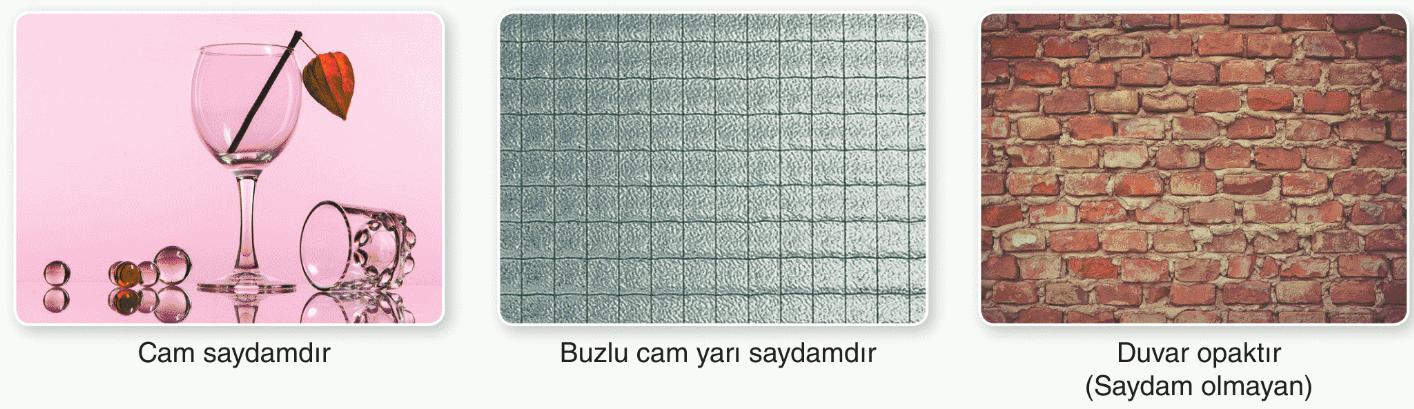 Cam saydamdır
Buzlu cam yarı saydamdır
Duvar opaktır
(Saydam olmayan)